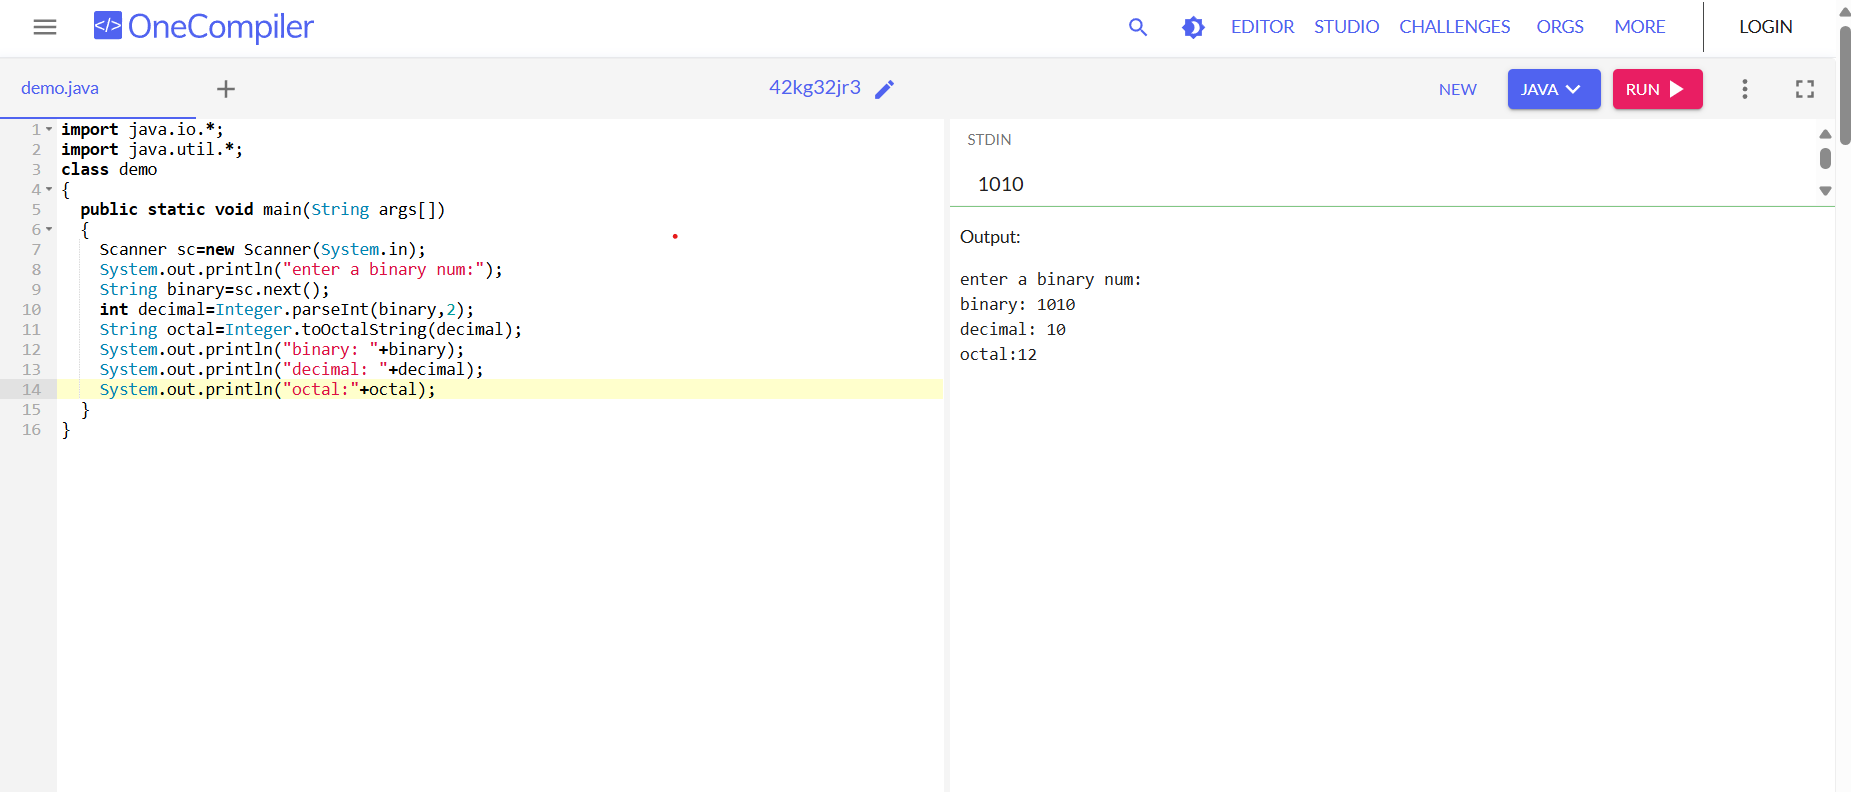 </> OneCompiler
EDITOR STUDIO CHALLENGES ORGS MORE LOGIN
demo.java + 42kg32jr3 NEW JAVA RUN
1 import java.io.*;
2 import java.util.*;
3 class demo
4 {
5 public static void main(String args[])
6 {
7 Scanner sc=new Scanner(System.in);
8 System.out.println("enter a binary num:");
9 String binary=sc.next();
10 int decimal=Integer.parseInt(binary,2);
11 String octal=Integer.toOctalString(decimal);
12 System.out.println("binary: "+binary);
13 System.out.println("decimal: "+decimal);
14 System.out.println("octal:"+octal);
15 }
16 }
STDIN
1010
Output:
enter a binary num:
binary: 1010
decimal: 10
octal:12